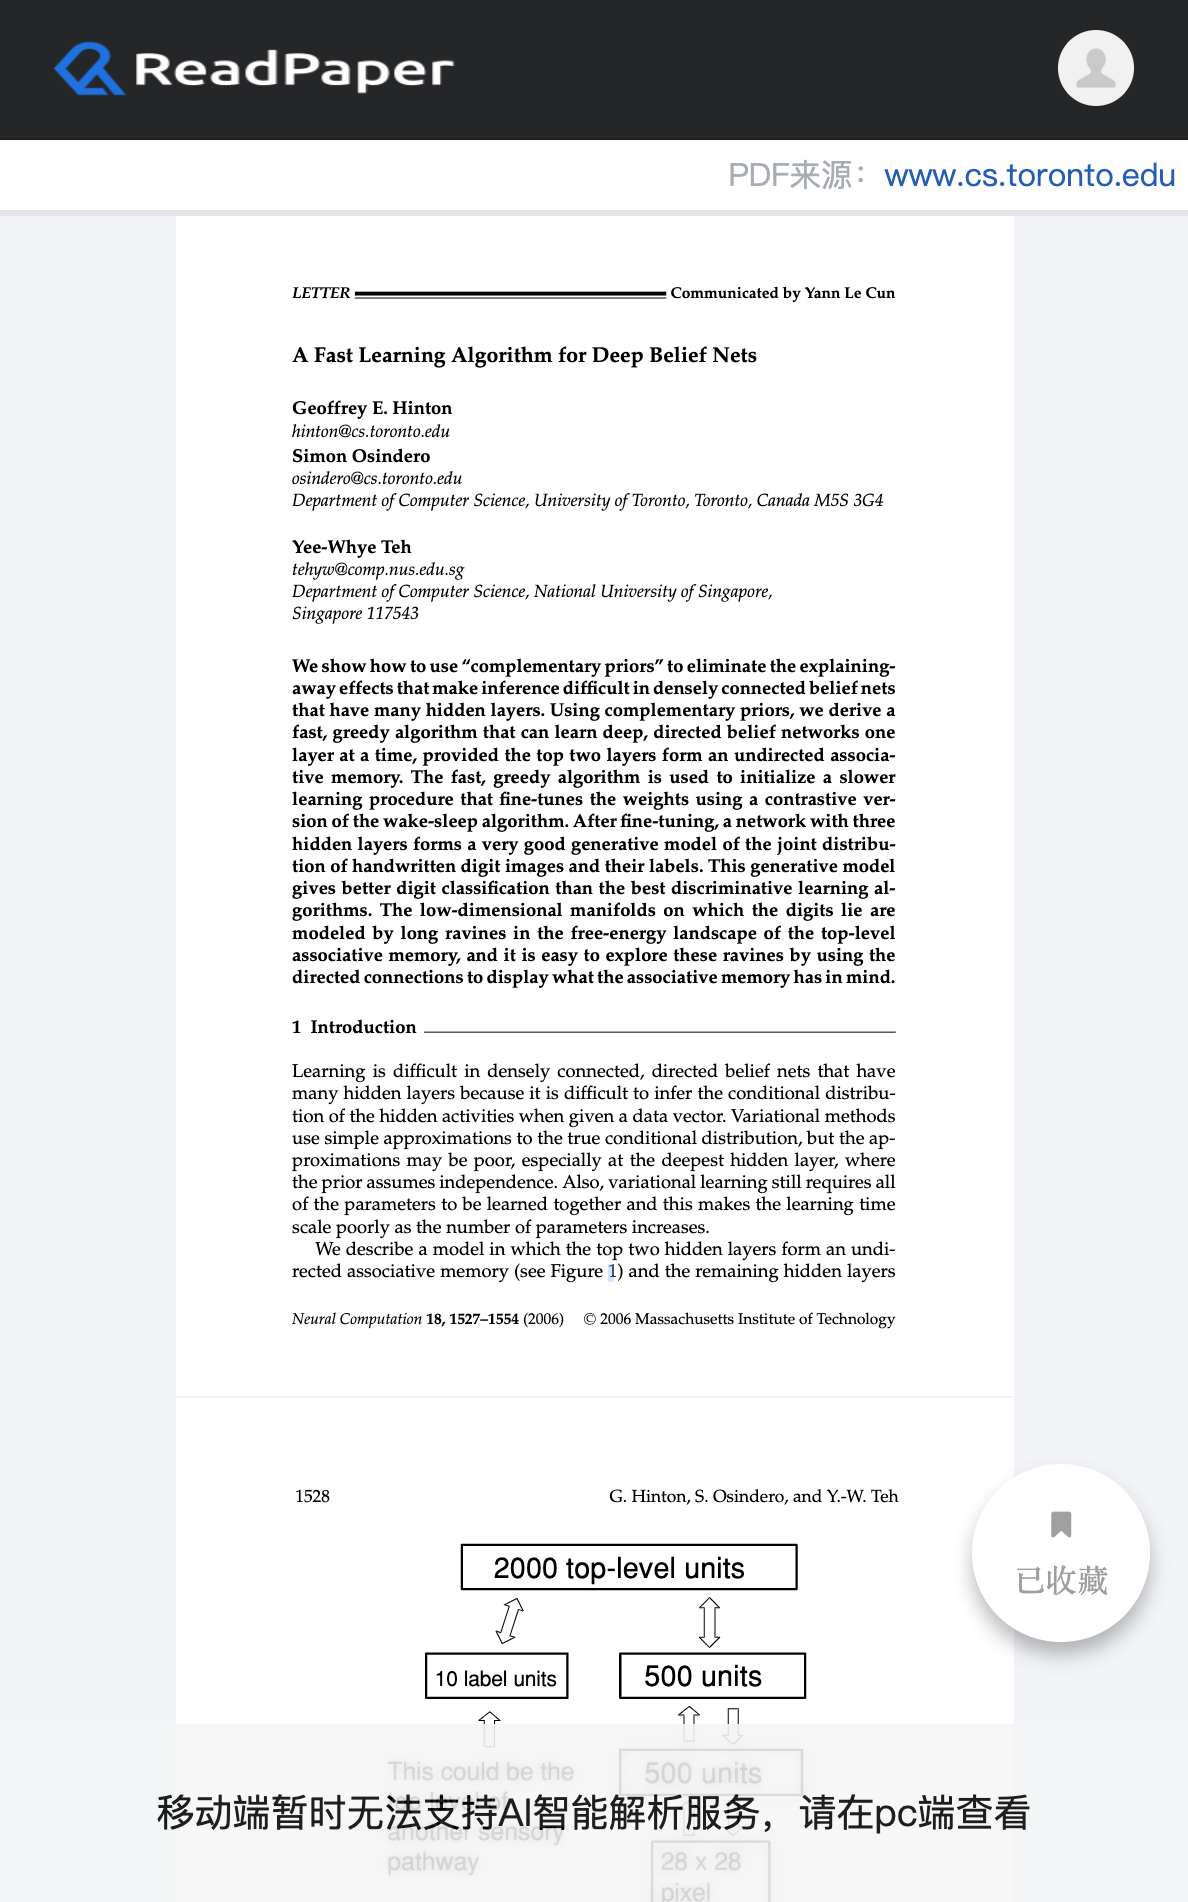 ReadPaper
PDF来源：www.cs.toronto.edu
LETTER Communicated by Yann Le Cun
A Fast Learning Algorithm for Deep Belief Nets
Geoffrey E. Hinton
hinton@cs.toronto.edu
Simon Osindero
osindero@cs.toronto.edu
Department of Computer Science, University of Toronto, Toronto, Canada M5S 3G4
Yee-Whye Teh
tehyw@comp.nus.edu.sg
Department of Computer Science, National University of Singapore,
Singapore 117543
We show how to use “complementary priors” to eliminate the explaining-
away effects that make inference difficult in densely connected belief nets
that have many hidden layers. Using complementary priors, we derive a
fast, greedy algorithm that can learn deep, directed belief networks one
layer at a time, provided the top two layers form an undirected associa-
tive memory. The fast, greedy algorithm is used to initialize a slower
learning procedure that fine-tunes the weights using a contrastive ver-
sion of the wake-sleep algorithm. After fine-tuning, a network with three
hidden layers forms a very good generative model of the joint distribu-
tion of handwritten digit images and their labels. This generative model
gives better digit classification than the best discriminative learning al-
gorithms. The low-dimensional manifolds on which the digits lie are
modeled by long ravines in the free-energy landscape of the top-level
associative memory, and it is easy to explore these ravines by using the
directed connections to display what the associative memory has in mind.
1 Introduction
Learning is difficult in densely connected, directed belief nets that have
many hidden layers because it is difficult to infer the conditional distribu-
tion of the hidden activities when given a data vector. Variational methods
use simple approximations to the true conditional distribution, but the ap-
proximations may be poor, especially at the deepest hidden layer, where
the prior assumes independence. Also, variational learning still requires all
of the parameters to be learned together and this makes the learning time
scale poorly as the number of parameters increases.
We describe a model in which the top two hidden layers form an undi-
rected associative memory (see Figure 1) and the remaining hidden layers
Neural Computation 18, 1527–1554 (2006) © 2006 Massachusetts Institute of Technology
1528 G. Hinton, S. Osindero, and Y.-W. Teh
2000 top-level units
10 label units 500 units
已收藏
This could be the
500 units
level of
another sensory
pathway
28 x 28
pixel
移动端暂时无法支持AI智能解析服务，请在pc端查看